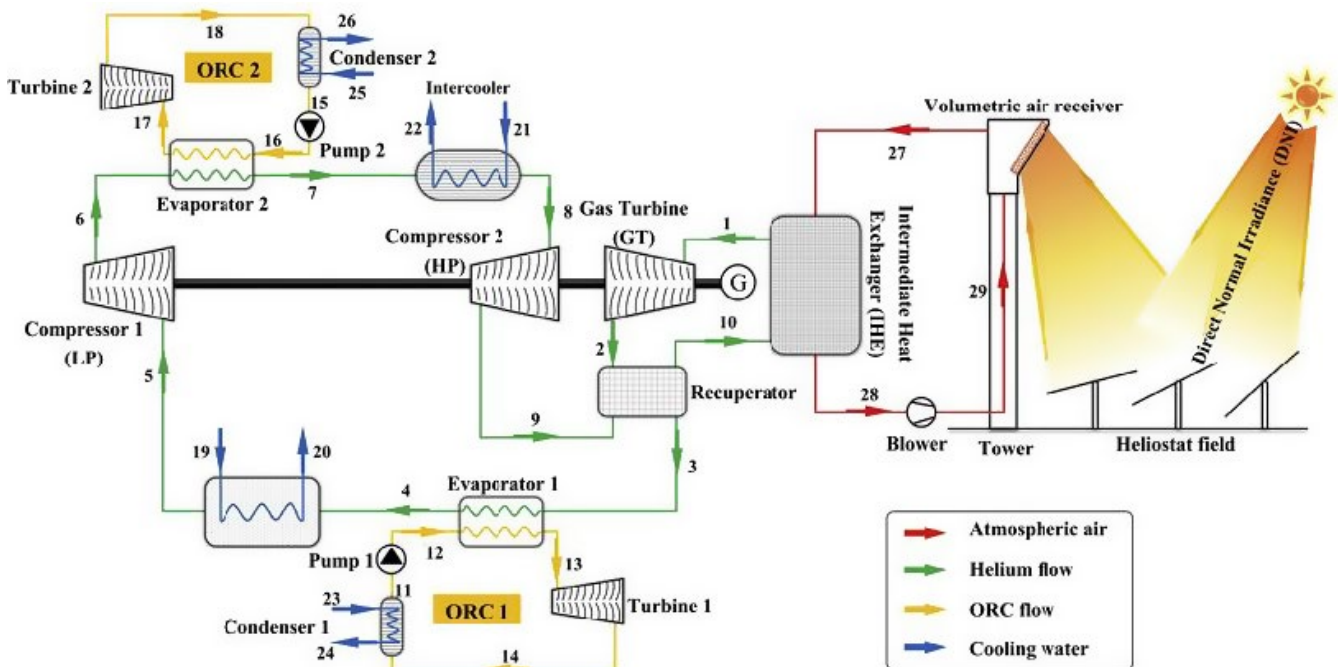 18
26
ORC 2
Condenser 2
Turbine 2
25
17
15
16
Pump 2
Evaporator 2
7
6
Intercooler
22
21
8
Gas Turbine
(GT)
Compressor 2
(HP)
1
G
Compressor 1
(LP)
5
2
10
Recuperator
9
3
Intermediate Heat
Exchanger (IHE)
Volumetric air receiver
27
29
28
Blower
Tower
Heliostat field
Direct Normal Irradiance (DNI)
19
20
4
Evaporator 1
Pump 1
12
13
11
23
ORC 1
Turbine 1
Condenser 1
24
14
Atmospheric air
Helium flow
ORC flow
Cooling water